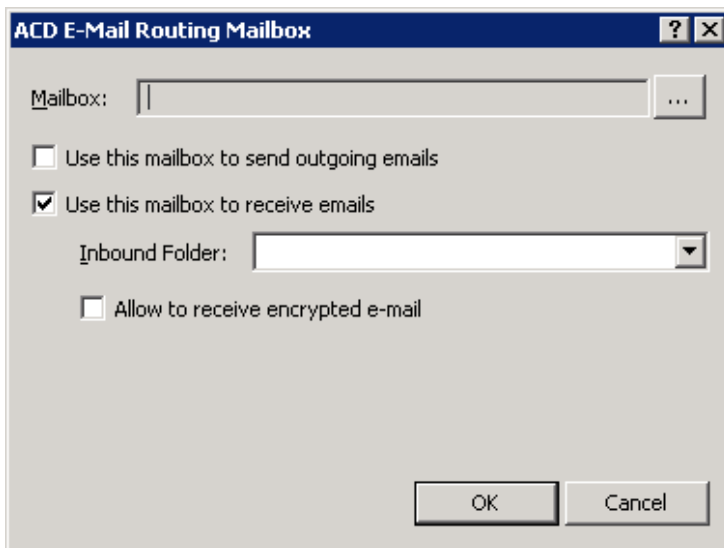 ACD E-Mail Routing Mailbox
Mailbox: ...
Use this mailbox to send outgoing emails
Use this mailbox to receive emails
Inbound Folder:
Allow to receive encrypted e-mail
OK Cancel